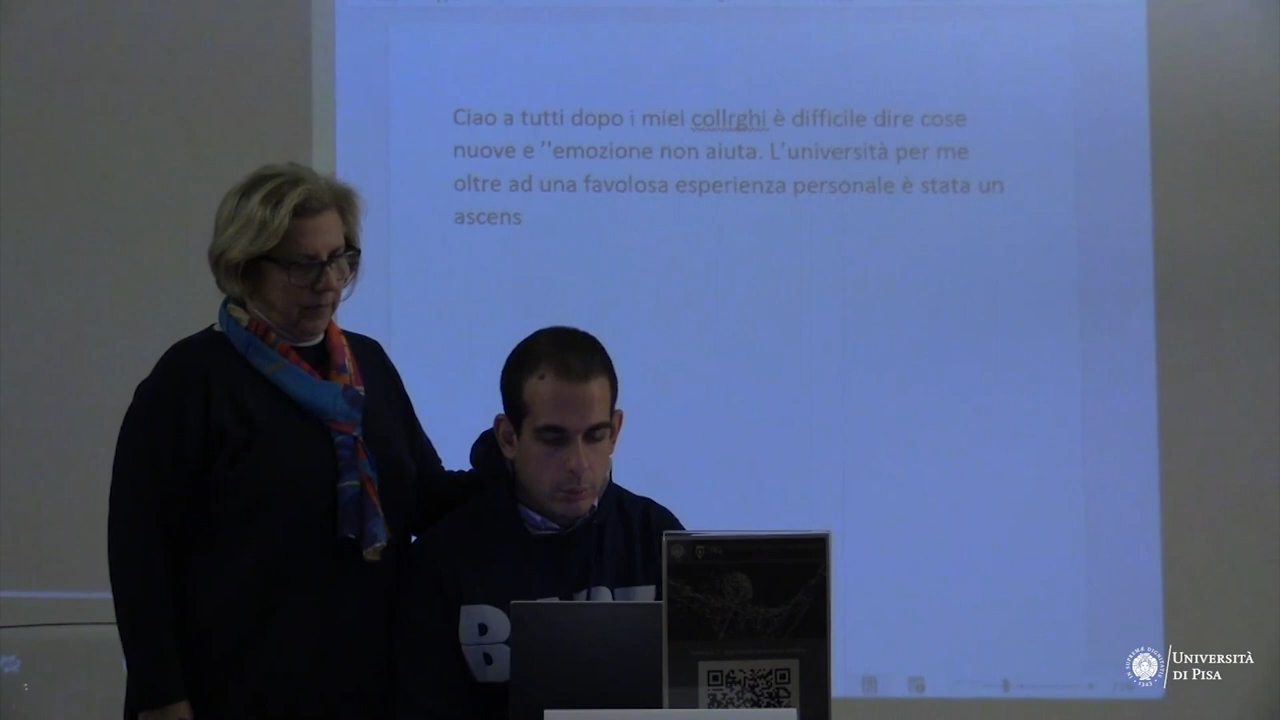 Ciao a tutti dopo i miei collrghi è difficile dire cose
nuove e ''emozione non aiuta. L'università per me
oltre ad una favolosa esperienza personale è stata un
ascens
UNIVERSITÀ
DI PISA